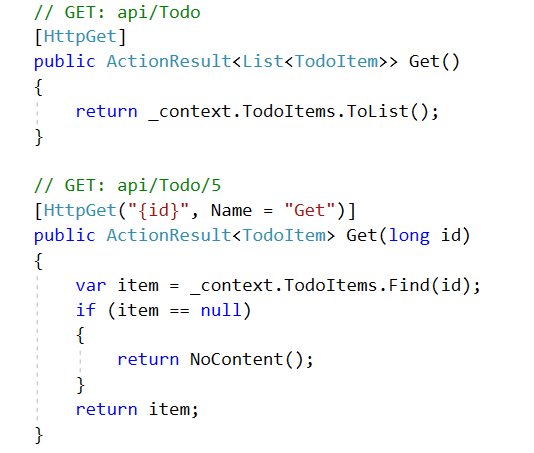 // GET: api/Todo
[HttpGet]
public ActionResult<List<TodoItem>> Get()
{
    return _context.TodoItems.ToList();
}

// GET: api/Todo/5
[HttpGet("{id}", Name = "Get")]
public ActionResult<TodoItem> Get(long id)
{
    var item = _context.TodoItems.Find(id);
    if (item == null)
    {
        return NoContent();
    }
    return item;
}